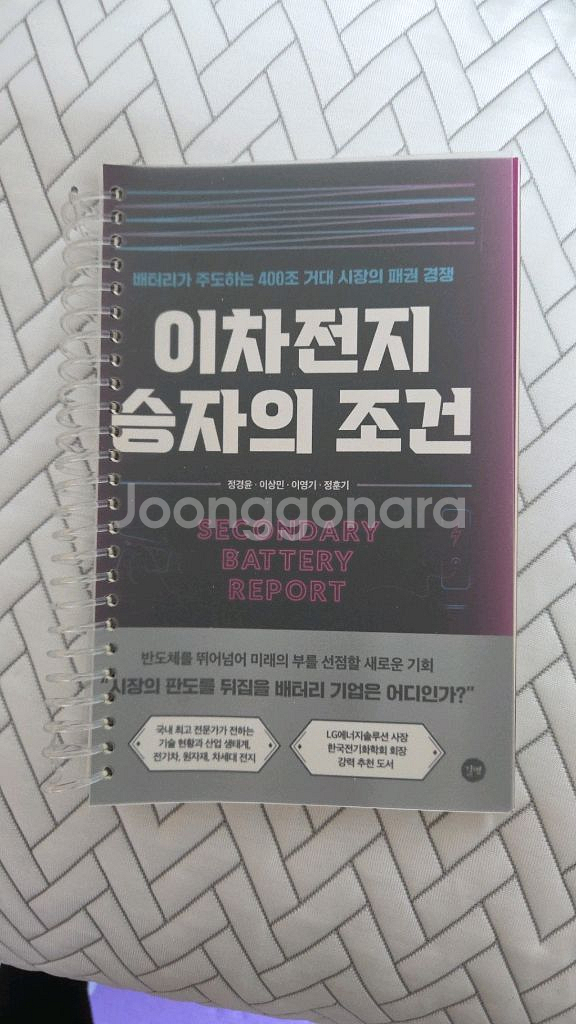 배터리가 주도하는 400조 거대 시장의 패권 경쟁
이차전지
승자의 조건
정경윤 · 이상민 · 이영기 · 정훈기
Joonggonara
SECONDARY
BATTERY
REPORT
반도체를 뛰어넘어 미래의 부를 선점할 새로운 기회
"시장의 판도를 뒤집을 배터리 기업은 어디인가?"
국내 최고 전문가가 전하는
기술 현황과 산업 생태계,
전기차, 원자재, 차세대 전지
LG에너지솔루션 사장
한국전기화학회 회장
강력 추천 도서
길벗